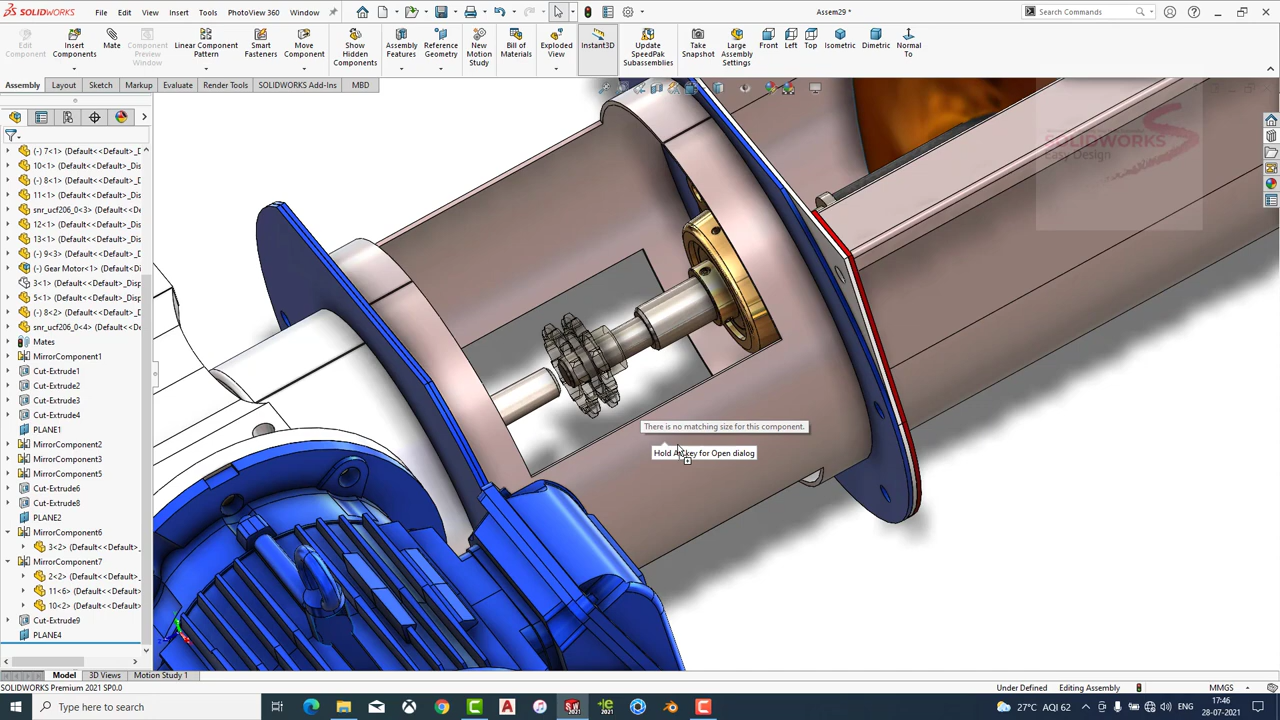 SOLIDWORKS File Edit View Insert Tools PhotoView 360 Window
Assem29 *
Search Commands
Edit Component
Insert Components
Mate
Component Preview Window
Linear Component Pattern
Smart Fasteners
Move Component
Show Hidden Components
Assembly Features
Reference Geometry
New Motion Study
Bill of Materials
Exploded View
Instant3D
Update SpeedPak Subassemblies
Take Snapshot
Large Assembly Settings
Front
Left
Top
Isometric
Dimetric
Normal To
Assembly Layout Sketch Markup Evaluate Render Tools SOLIDWORKS Add-Ins MBD
(-) 7<1> (Default<<Default>_D
10<1> (Default<<Default>_Dis
(-) 8<1> (Default<<Default>_D
11<1> (Default<<Default>_Dis
snr_ucf206_0<3> (Default<<D
12<1> (Default<<Default>_Dis
13<1> (Default<<Default>_Dis
(-) 9<3> (Default<<Default>_D
(-) Gear Motor<1> (Default<D
3<1> (Default<<Default>_Disp
5<1> (Default<<Default>_Disp
(-) 8<2> (Default<<Default>_D
snr_ucf206_0<4> (Default<<D
Mates
MirrorComponent1
Cut-Extrude1
Cut-Extrude2
Cut-Extrude3
Cut-Extrude4
PLANE1
MirrorComponent2
MirrorComponent3
MirrorComponent5
Cut-Extrude6
Cut-Extrude8
PLANE2
MirrorComponent6
3<2> (Default<<Default>_
MirrorComponent7
2<2> (Default<<Default>_
11<6> (Default<<Default>
10<2> (Default<<Default>
Cut-Extrude9
PLANE4
SOLIDWORKS
Easy Design
There is no matching size for this component.
Hold key for Open dialog
Model 3D Views Motion Study 1
SOLIDWORKS Premium 2021 SP0.0
Under Defined Editing Assembly MMGS
Type here to search
27°C AQI 62
ENG
17:46
28-07-2021